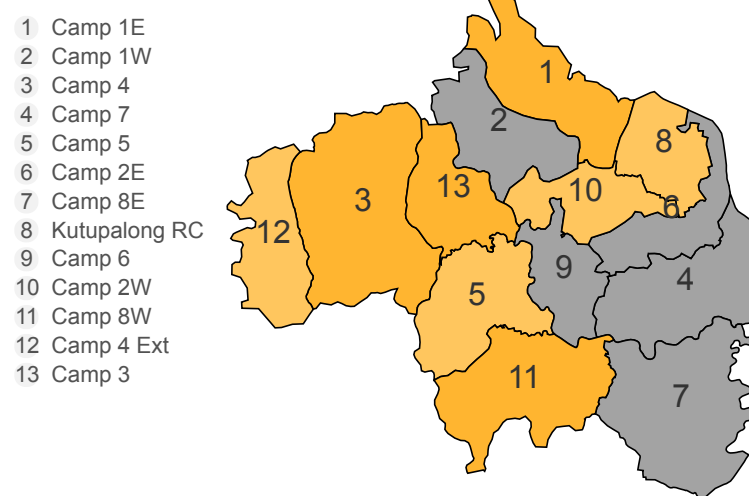 1 Camp 1E
2 Camp 1W
3 Camp 4
4 Camp 7
5 Camp 5
6 Camp 2E
7 Camp 8E
8 Kutupalong RC
9 Camp 6
10 Camp 2W
11 Camp 8W
12 Camp 4 Ext
13 Camp 3
1
2
8
13
10
3
6
12
9
4
5
11
7